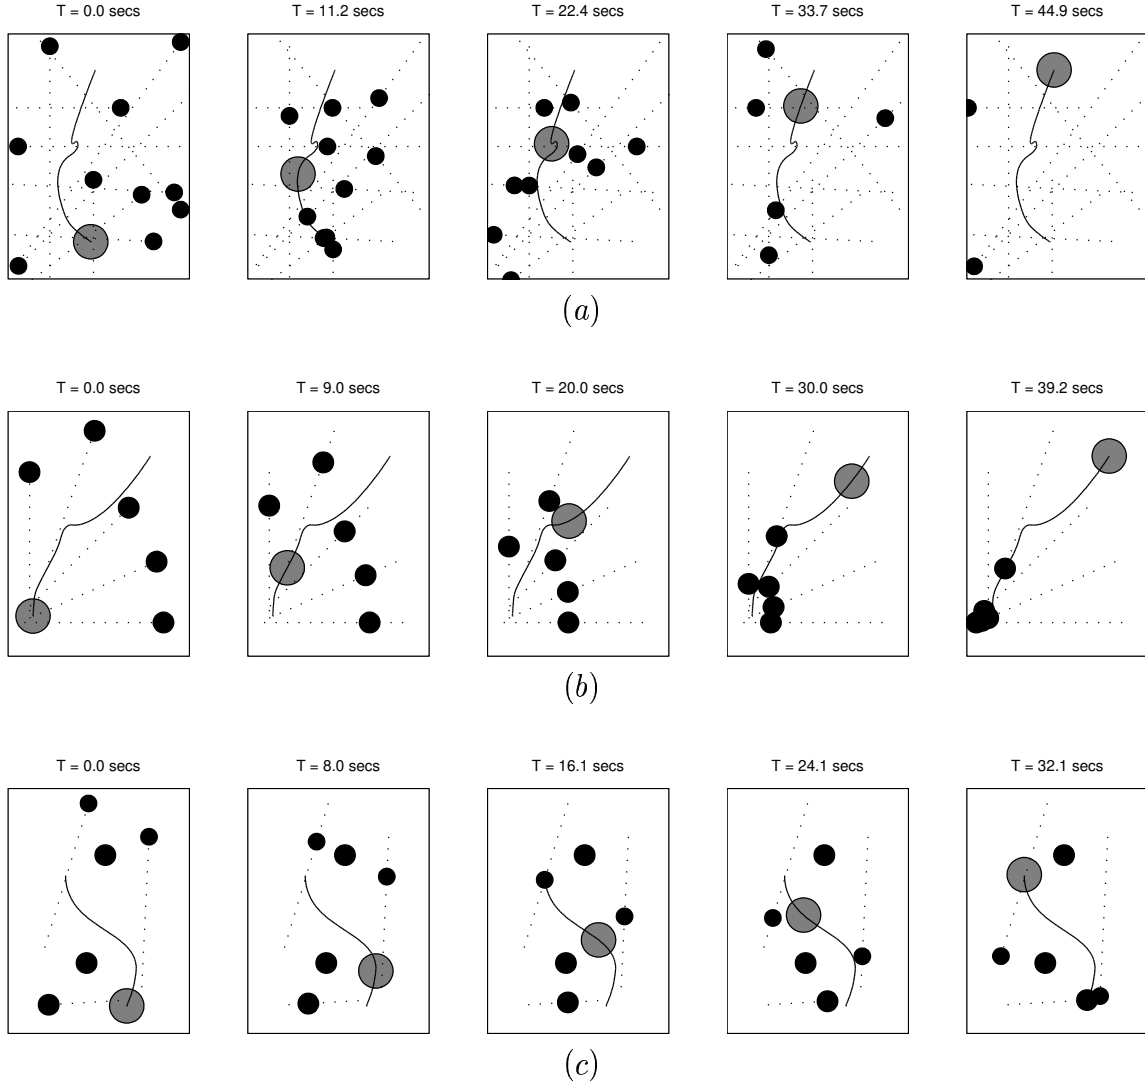 T = 0.0 secs T = 11.2 secs T = 22.4 secs T = 33.7 secs T = 44.9 secs
(a)
T = 0.0 secs T = 9.0 secs T = 20.0 secs T = 30.0 secs T = 39.2 secs
(b)
T = 0.0 secs T = 8.0 secs T = 16.1 secs T = 24.1 secs T = 32.1 secs
(c)